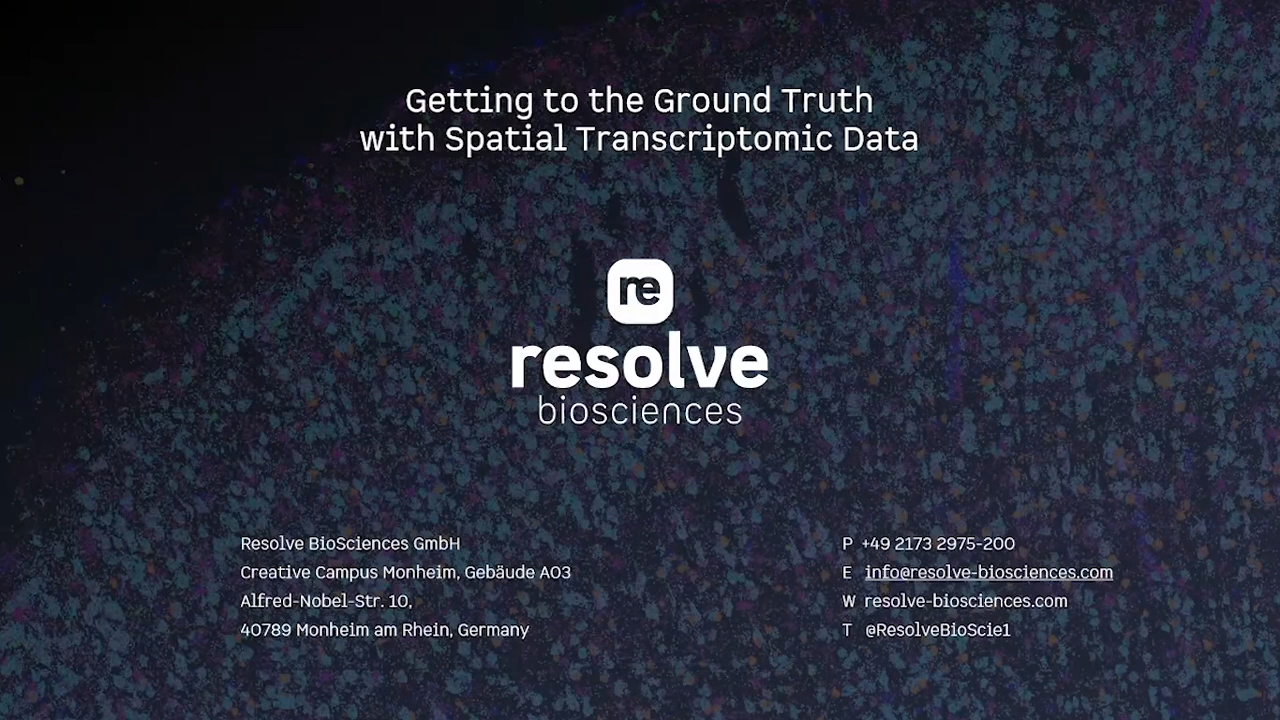 Getting to the Ground Truth
with Spatial Transcriptomic Data
re
resolve
biosciences
Resolve BioSciences GmbH
Creative Campus Monheim, Gebäude A03
Alfred-Nobel-Str. 10,
40789 Monheim am Rhein, Germany
P +49 2173 2975-200
E info@resolve-biosciences.com
W resolve-biosciences.com
T @ResolveBioScie1